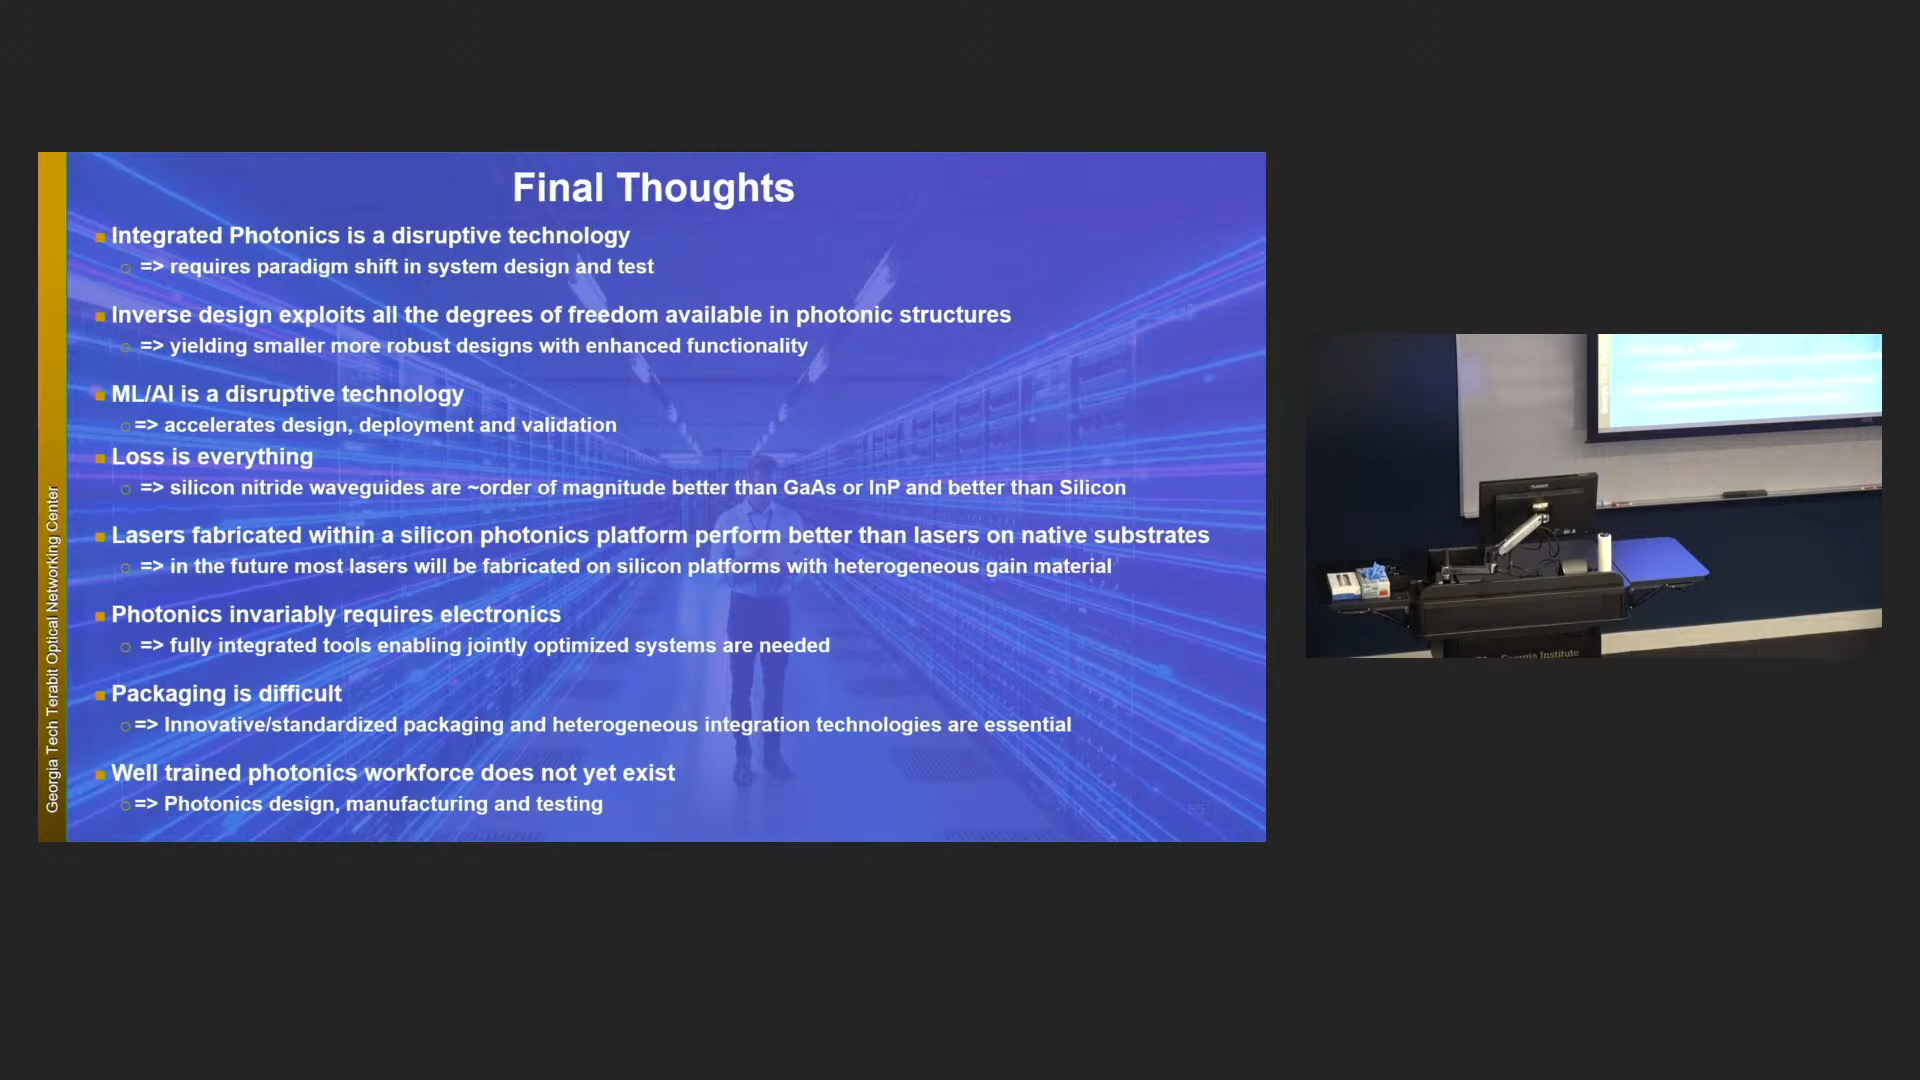 Final Thoughts
Integrated Photonics is a disruptive technology
=> requires paradigm shift in system design and test
Inverse design exploits all the degrees of freedom available in photonic structures
=> yielding smaller more robust designs with enhanced functionality
ML/AI is a disruptive technology
=> accelerates design, deployment and validation
Loss is everything
=> silicon nitride waveguides are ~order of magnitude better than GaAs or InP and better than Silicon
Lasers fabricated within a silicon photonics platform perform better than lasers on native substrates
=> in the future most lasers will be fabricated on silicon platforms with heterogeneous gain material
Photonics invariably requires electronics
=> fully integrated tools enabling jointly optimized systems are needed
Packaging is difficult
=> Innovative/standardized packaging and heterogeneous integration technologies are essential
Well trained photonics workforce does not yet exist
=> Photonics design, manufacturing and testing
85
Georgia Tech Terabit Optical Networking Center
Georgia Institute